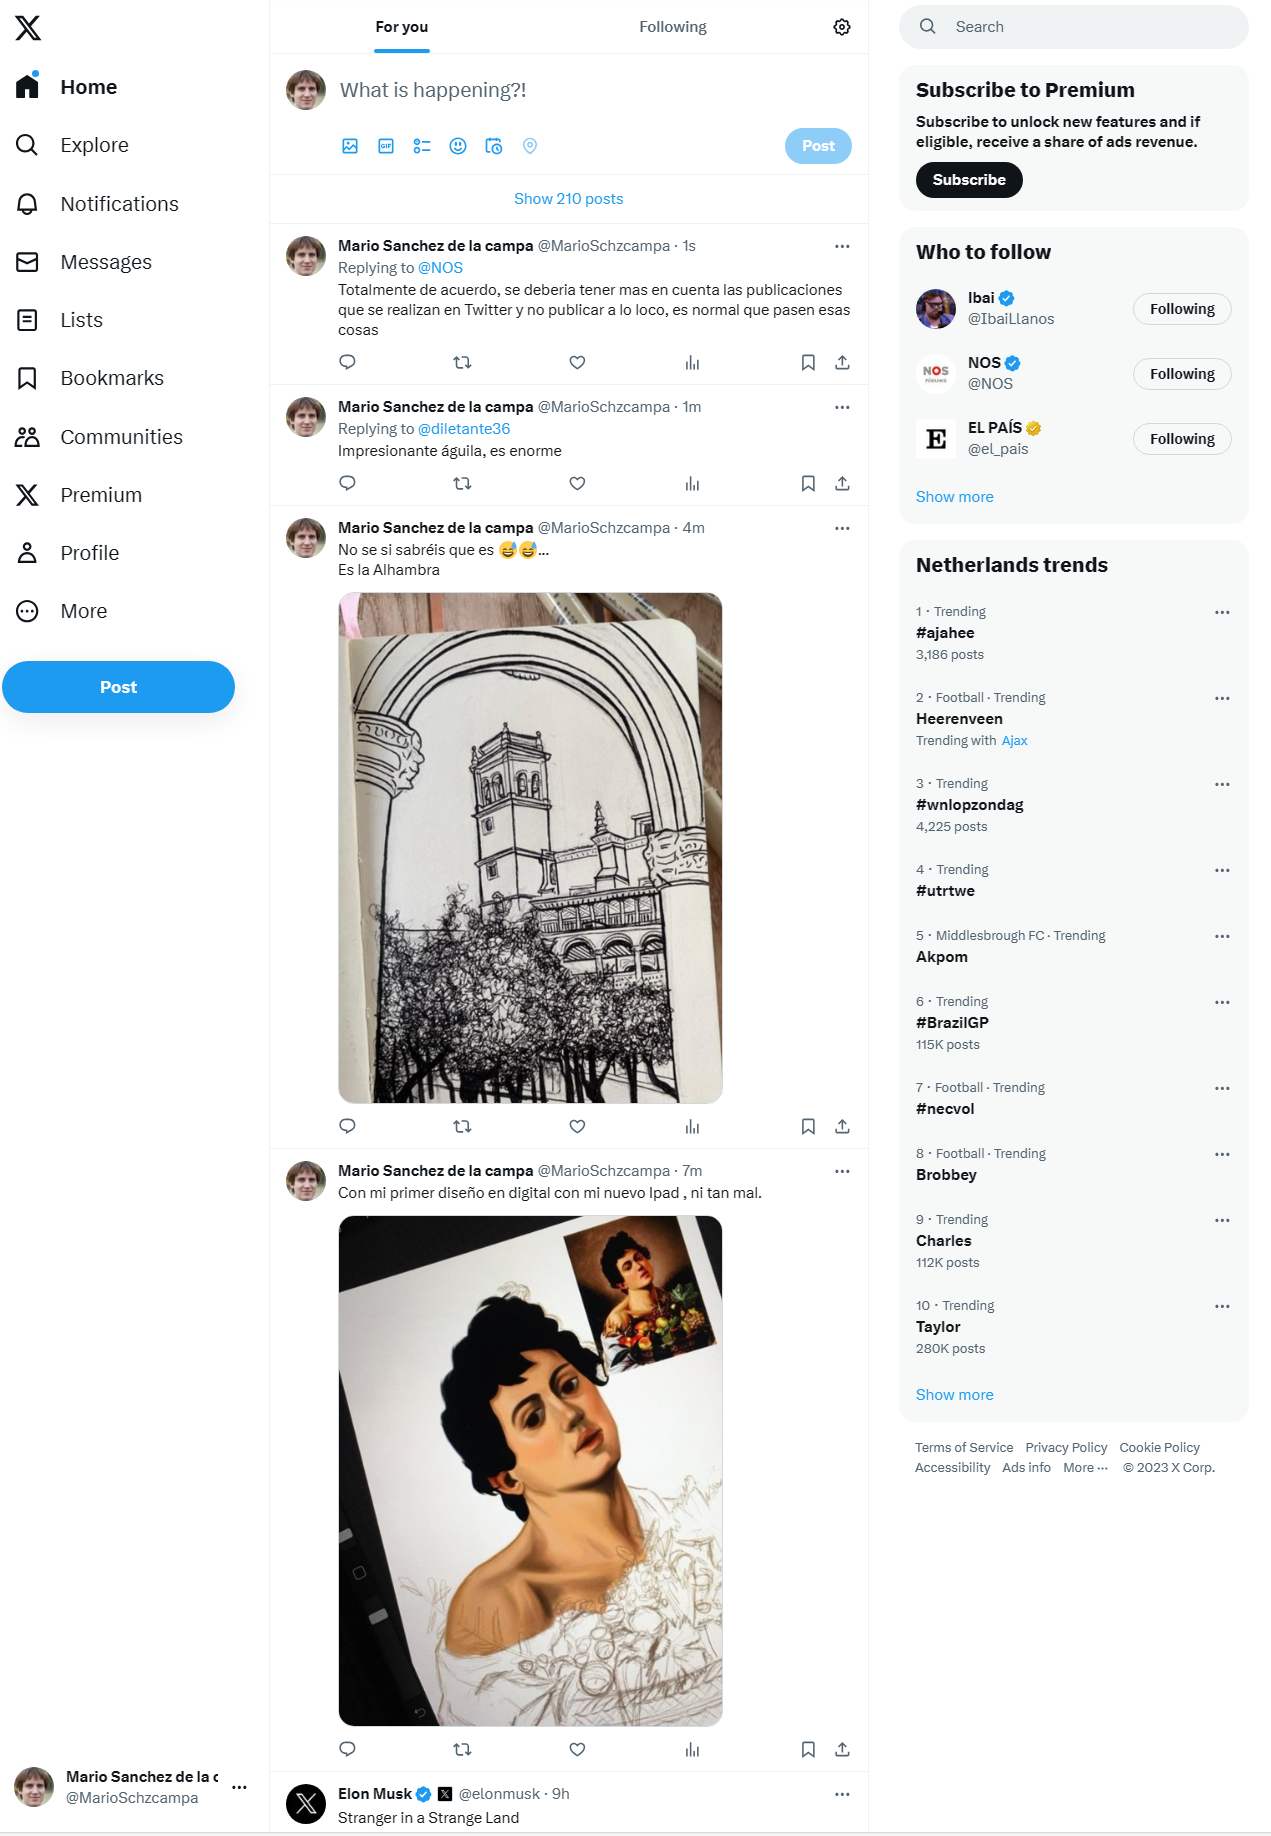 Home
Explore
Notifications
Messages
Lists
Bookmarks
Communities
Premium
Profile
More
Post
Mario Sanchez de la c
@MarioSchzcampa
For you
Following
What is happening?!
GIF
Post
Show 210 posts
Mario Sanchez de la campa @MarioSchzcampa · 1s
Replying to @NOS
Totalmente de acuerdo, se deberia tener mas en cuenta las publicaciones
que se realizan en Twitter y no publicar a lo loco, es normal que pasen esas
cosas
Mario Sanchez de la campa @MarioSchzcampa · 1m
Replying to @diletante36
Impresionante águila, es enorme
Mario Sanchez de la campa @MarioSchzcampa · 4m
No se si sabréis que es 😅😅...
Es la Alhambra
Mario Sanchez de la campa @MarioSchzcampa · 7m
Con mi primer diseño en digital con mi nuevo Ipad , ni tan mal.
Elon Musk @elonmusk · 9h
Stranger in a Strange Land
Search
Subscribe to Premium
Subscribe to unlock new features and if
eligible, receive a share of ads revenue.
Subscribe
Who to follow
Ibai
@IbaiLlanos
Following
NOS
nieuws
NOS
@NOS
Following
E
EL PAÍS
@el_pais
Following
Show more
Netherlands trends
1 · Trending
#ajahee
3,186 posts
2 · Football · Trending
Heerenveen
Trending with Ajax
3 · Trending
#wnlopzondag
4,225 posts
4 · Trending
#utrtwe
5 · Middlesbrough FC · Trending
Akpom
6 · Trending
#BrazilGP
115K posts
7 · Football · Trending
#necvol
8 · Football · Trending
Brobbey
9 · Trending
Charles
112K posts
10 · Trending
Taylor
280K posts
Show more
Terms of Service Privacy Policy Cookie Policy
Accessibility Ads info More ··· © 2023 X Corp.